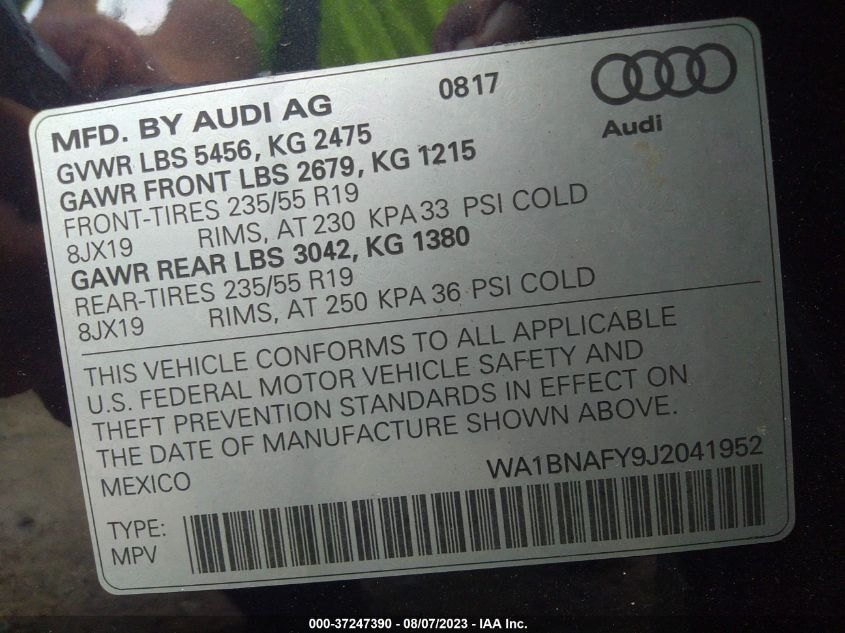 MFD. BY AUDI AG 0817
Audi
GVWR LBS 5456, KG 2475
GAWR FRONT LBS 2679, KG 1215
FRONT-TIRES 235/55 R19
8JX19 RIMS, AT 230 KPA 33 PSI COLD
GAWR REAR LBS 3042, KG 1380
REAR-TIRES 235/55 R19
8JX19 RIMS, AT 250 KPA 36 PSI COLD
THIS VEHICLE CONFORMS TO ALL APPLICABLE
U.S. FEDERAL MOTOR VEHICLE SAFETY AND
THEFT PREVENTION STANDARDS IN EFFECT ON
THE DATE OF MANUFACTURE SHOWN ABOVE.
MEXICO WA1BNAFY9J2041952
TYPE:
MPV
000-37247390 - 08/07/2023 - IAA Inc.